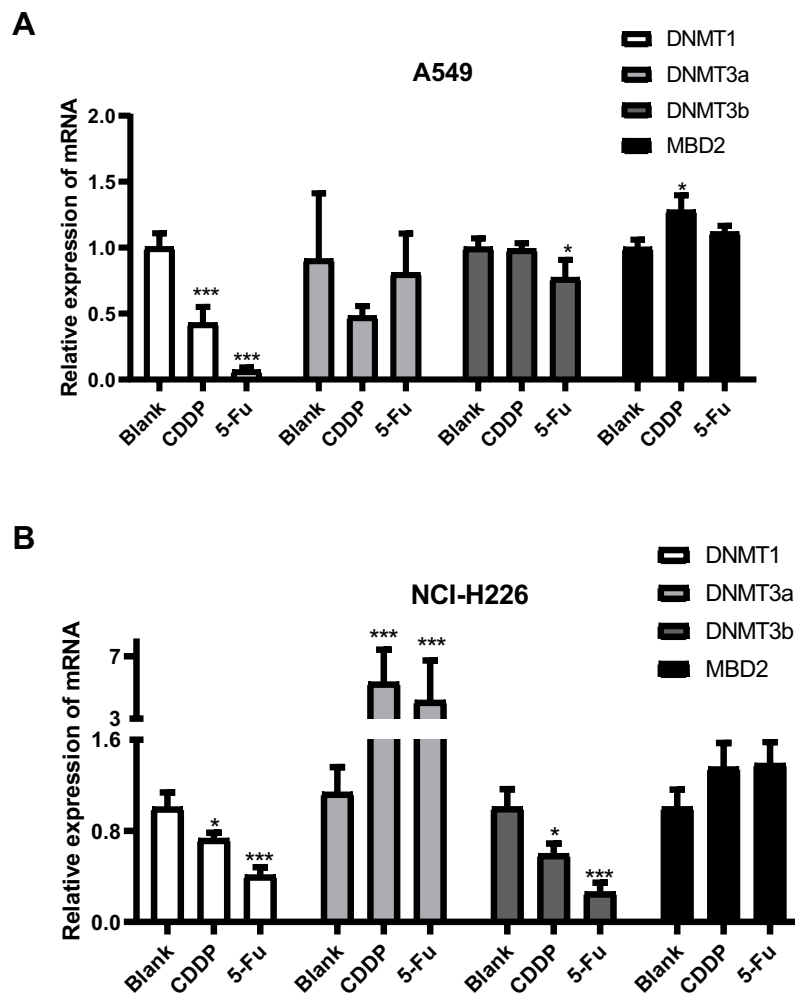 A
A549
DNMT1
DNMT3a
DNMT3b
MBD2
Relative expression of mRNA
2.0
1.5
1.0
0.5
0.0
*** *** * *
Blank CDDP 5-Fu Blank CDDP 5-Fu Blank CDDP 5-Fu Blank CDDP 5-Fu
B
NCI-H226
DNMT1
DNMT3a
DNMT3b
MBD2
Relative expression of mRNA
7
3
1.6
0.8
0.0
* *** *** *** * ***
Blank CDDP 5-Fu Blank CDDP 5-Fu Blank CDDP 5-Fu Blank CDDP 5-Fu